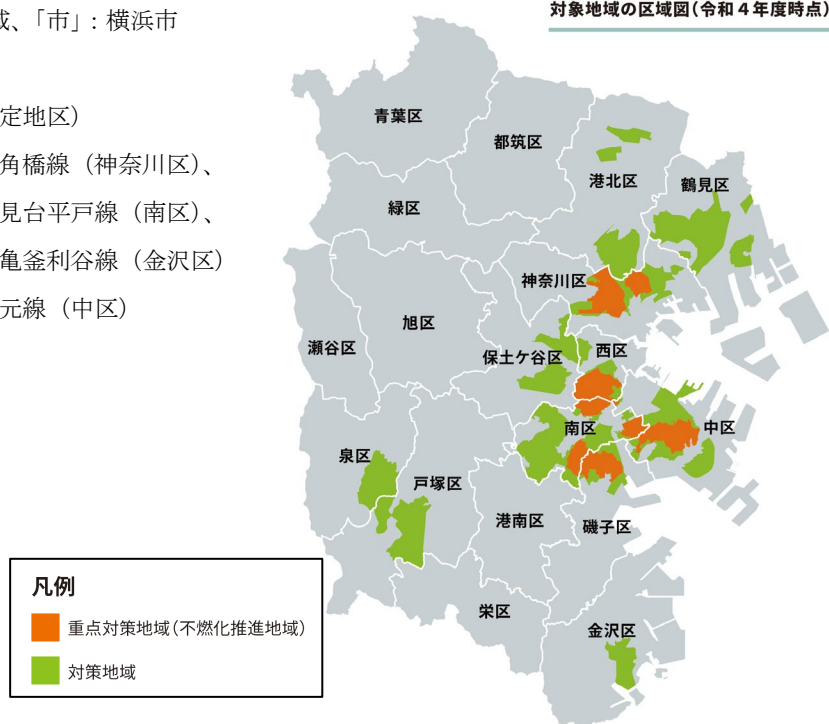 対象地域の区域図(令和4年度時点)
域、「市」: 横浜市
定地区）
角橋線（神奈川区）、
見台平戸線（南区）、
亀釜利谷線（金沢区）
元線（中区）
青葉区
都筑区
港北区
鶴見区
緑区
神奈川区
旭区
瀬谷区
保土ケ谷区
西区
南区
中区
泉区
戸塚区
港南区
磯子区
栄区
金沢区
凡例
重点対策地域(不燃化推進地域)
対策地域